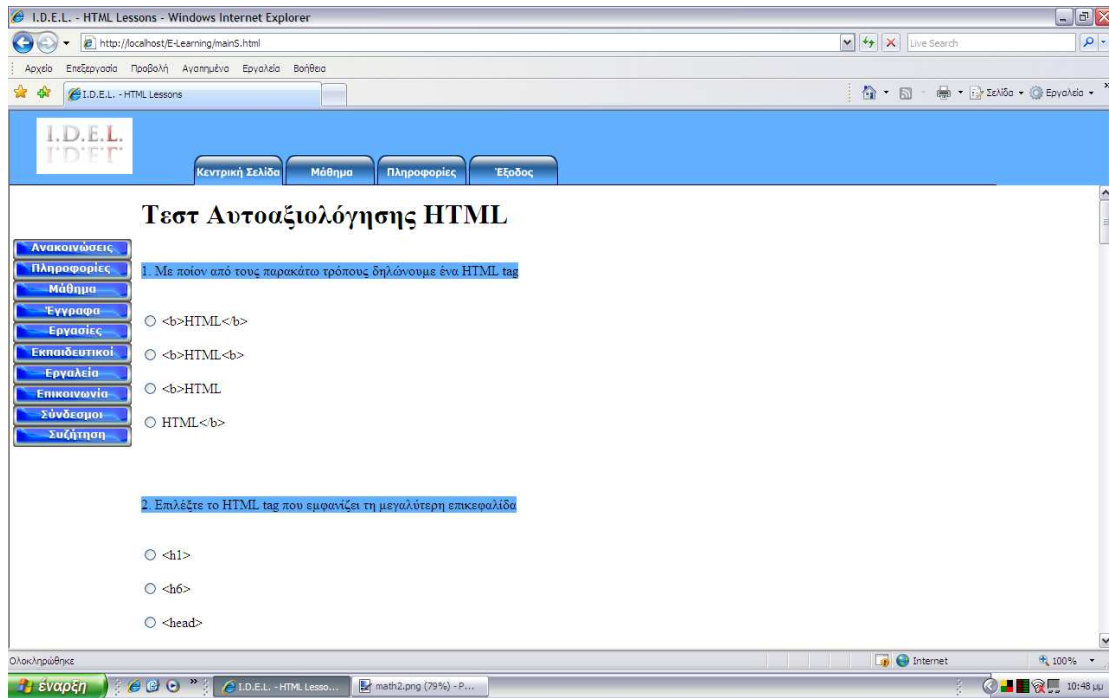 I.D.E.L. - HTML Lessons - Windows Internet Explorer
http://localhost/E-Learning/mainS.html
Live Search
Αρχείο Επεξεργασία Προβολή Αγαπημένα Εργαλεία Βοήθεια
I.D.E.L. - HTML Lessons
Σελίδα
Εργαλεία
I.D.E.L.
Κεντρική Σελίδα Μάθημα Πληροφορίες Έξοδος
Τεστ Αυτοαξιολόγησης HTML
Ανακοινώσεις
Πληροφορίες
Μάθημα
Έγγραφα
Εργασίες
Εκπαιδευτικοί
Εργαλεία
Επικοινωνία
Σύνδεσμοι
Συζήτηση
1. Με ποίον από τους παρακάτω τρόπους δηλώνουμε ένα HTML tag
<b>HTML</b>
<b>HTML<b>
<b>HTML
HTML</b>
2. Επιλέξτε το HTML tag που εμφανίζει τη μεγαλύτερη επικεφαλίδα
<h1>
<h6>
<head>
Ολοκληρώθηκε
Internet
100%
έναρξη
I.D.E.L. - HTML Lesso...
math2.png (79%) - P...
10:48 μμ